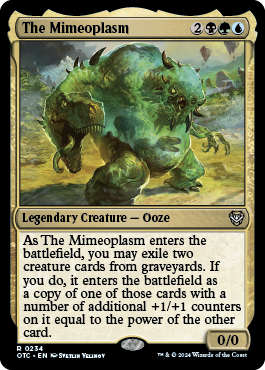 The Mimeoplasm 2
Legendary Creature — Ooze
As The Mimeoplasm enters the
battlefield, you may exile two
creature cards from graveyards. If
you do, it enters the battlefield as
a copy of one of those cards with a
number of additional +1/+1 counters
on it equal to the power of the other
card.
0/0
R 0234
OTC • EN Svetlin Velinov
™ & © 2024 Wizards of the Coast